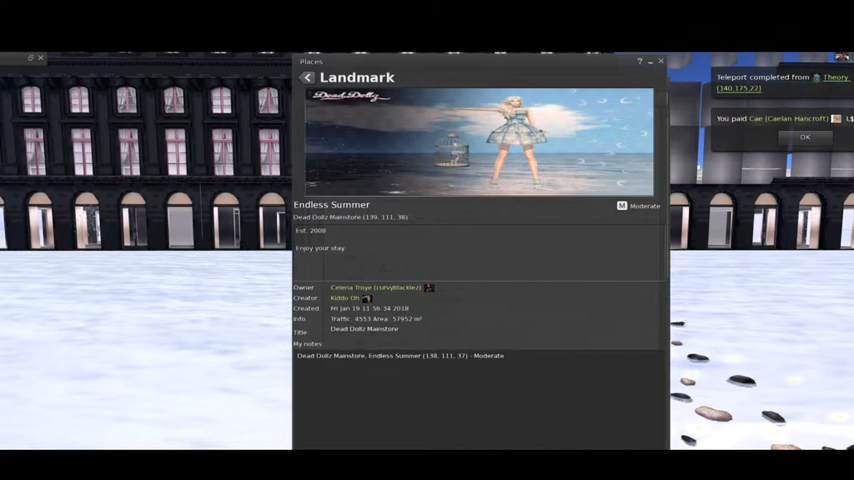 Places
Landmark
Dead Dollz
Endless Summer
M Moderate
Dead Dollz Mainstore (139, 111, 38)
Est. 2008
Enjoy your stay
Owner: Celena Troye (curvyblacklez)
Creator: Kiddo Oh
Created: Fri Jan 19 11 56 34 2018
Info: Traffic: 4553 Area: 57952 m²
Title: Dead Dollz Mainstore
My notes:
Dead Dollz Mainstore, Endless Summer (138, 111, 37) - Moderate
Teleport completed from Theory
(140,175,22)
You paid Cae (Caelan Hancroft) L$
OK